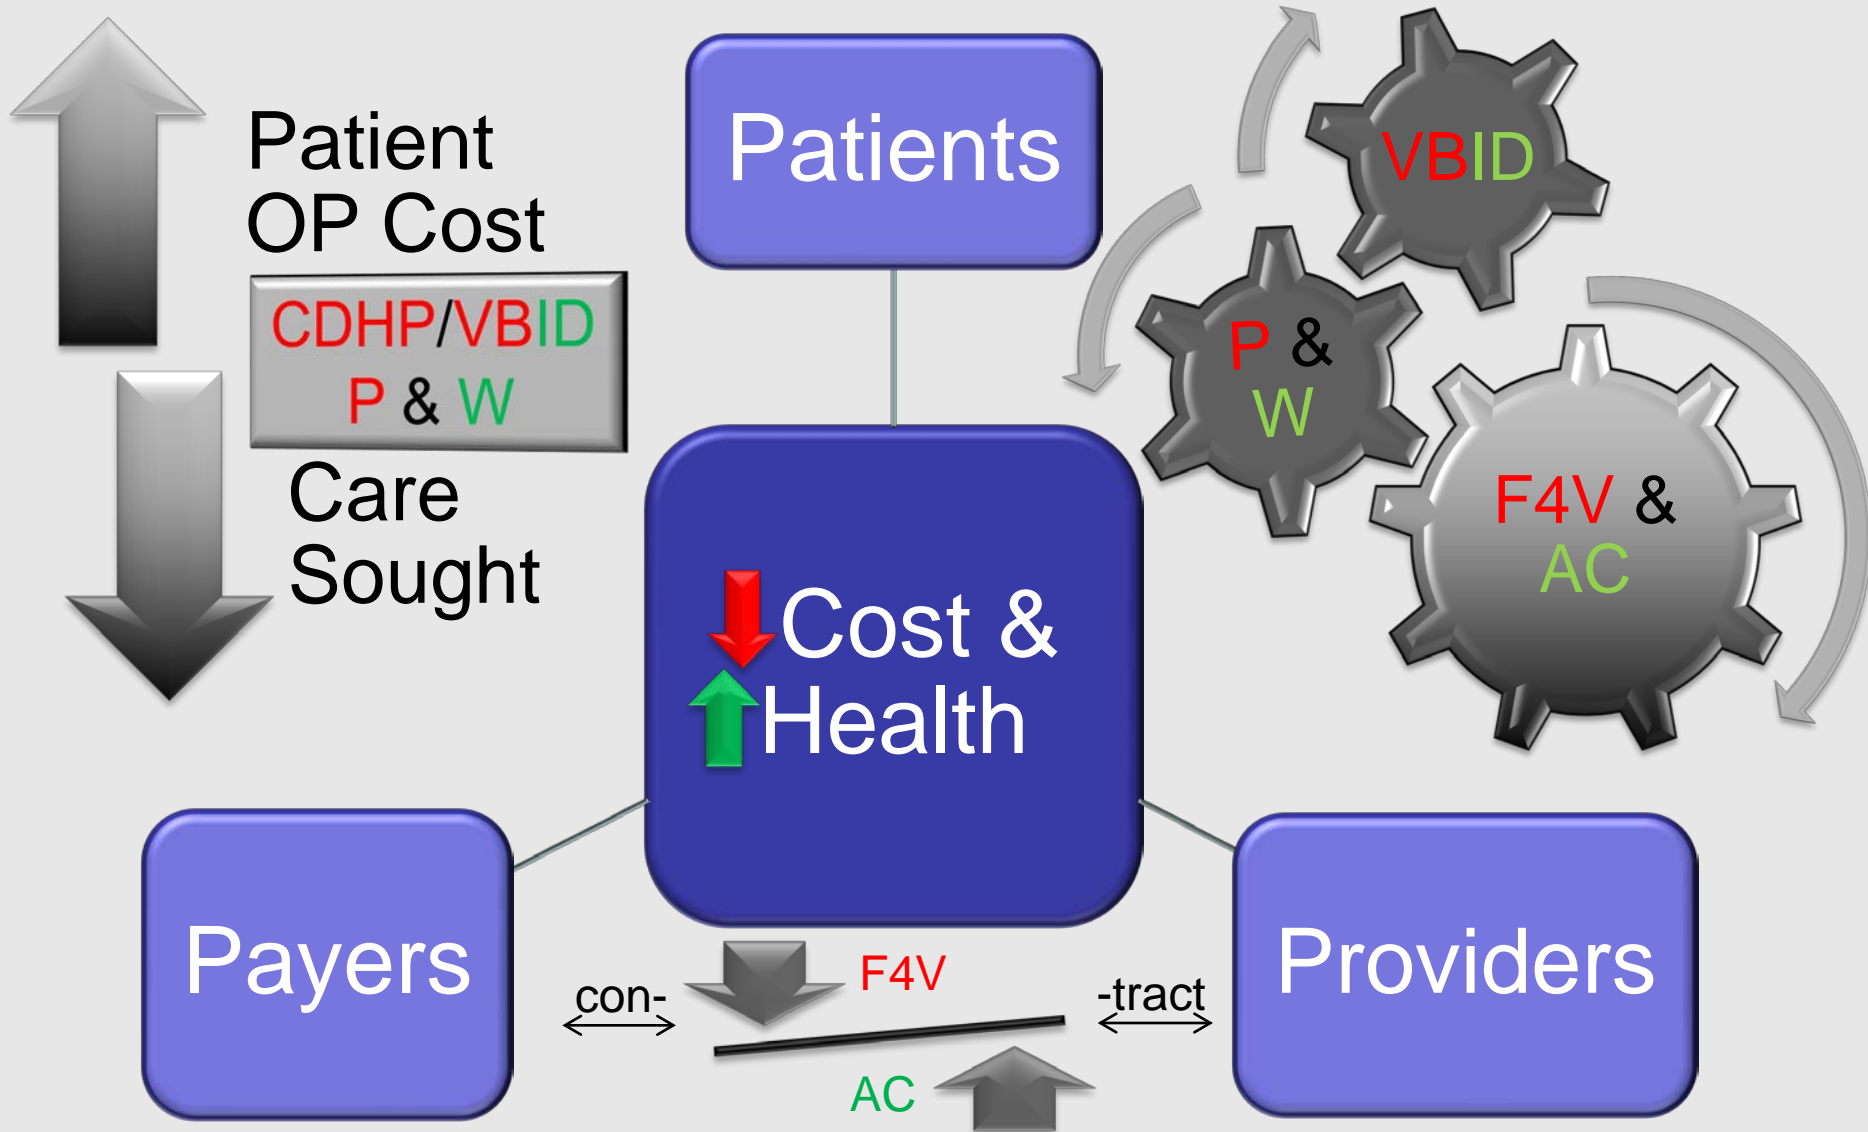 Patient
OP Cost
CDHP/VBID
P & W
Care
Sought
Patients
VBID
P &
W
F4V &
AC
Cost &
Health
Payers
con-
F4V
-tract
AC
Providers